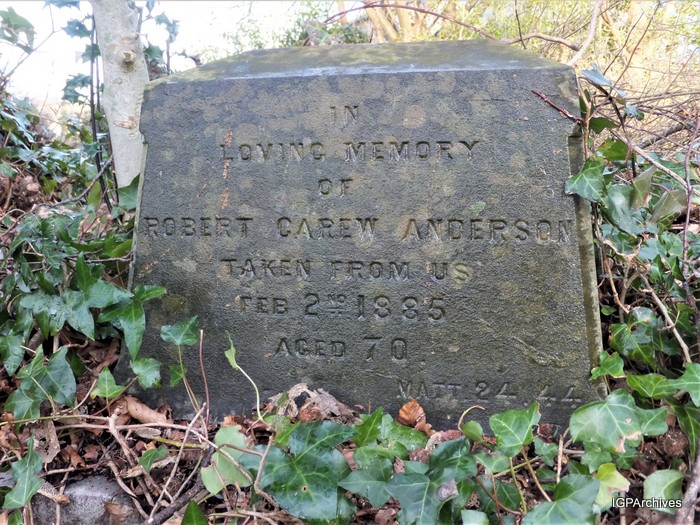 IN
LOVING MEMORY
OF
ROBERT CAREW ANDERSON
TAKEN FROM US
FEB 2ND 1885
AGED 70
MATT. 24. 44
IGPArchives